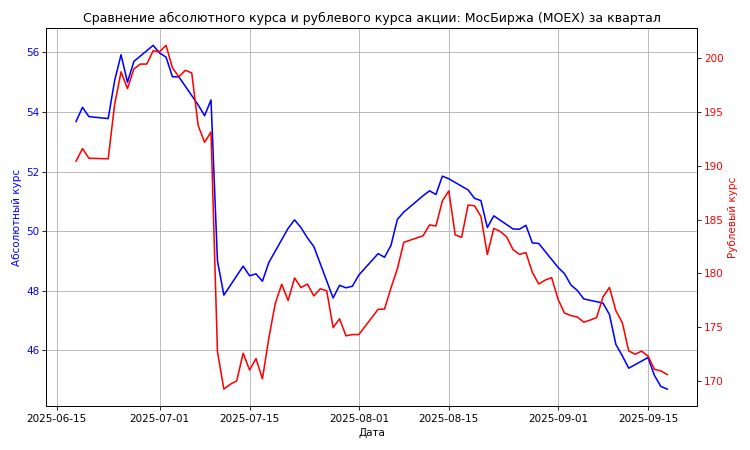 Сравнение абсолютного курса и рублевого курса акции: МосБиржа (MOEX) за квартал
Абсолютный курс
56
54
52
50
48
46
200
195
190
185
180
175
170
Рублевый курс
2025-06-15 2025-07-01 2025-07-15 2025-08-01 2025-08-15 2025-09-01 2025-09-15
Дата